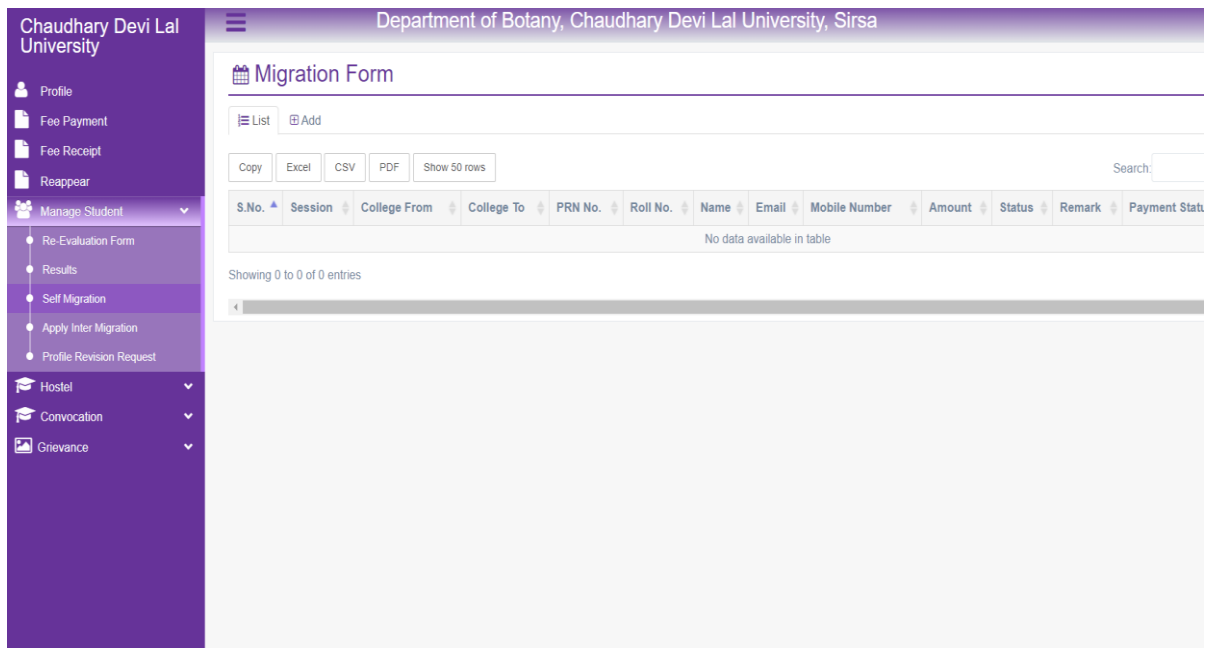 Chaudhary Devi Lal
University
Profile
Fee Payment
Fee Receipt
Reappear
Manage Student
Re-Evaluation Form
Results
Self Migration
Apply Inter Migration
Profile Revision Request
Hostel
Convocation
Grievance
Department of Botany, Chaudhary Devi Lal University, Sirsa
Migration Form
List Add
Copy Excel CSV PDF Show 50 rows Search:
S.No. Session College From College To PRN No. Roll No. Name Email Mobile Number Amount Status Remark Payment Statu
No data available in table
Showing 0 to 0 of 0 entries